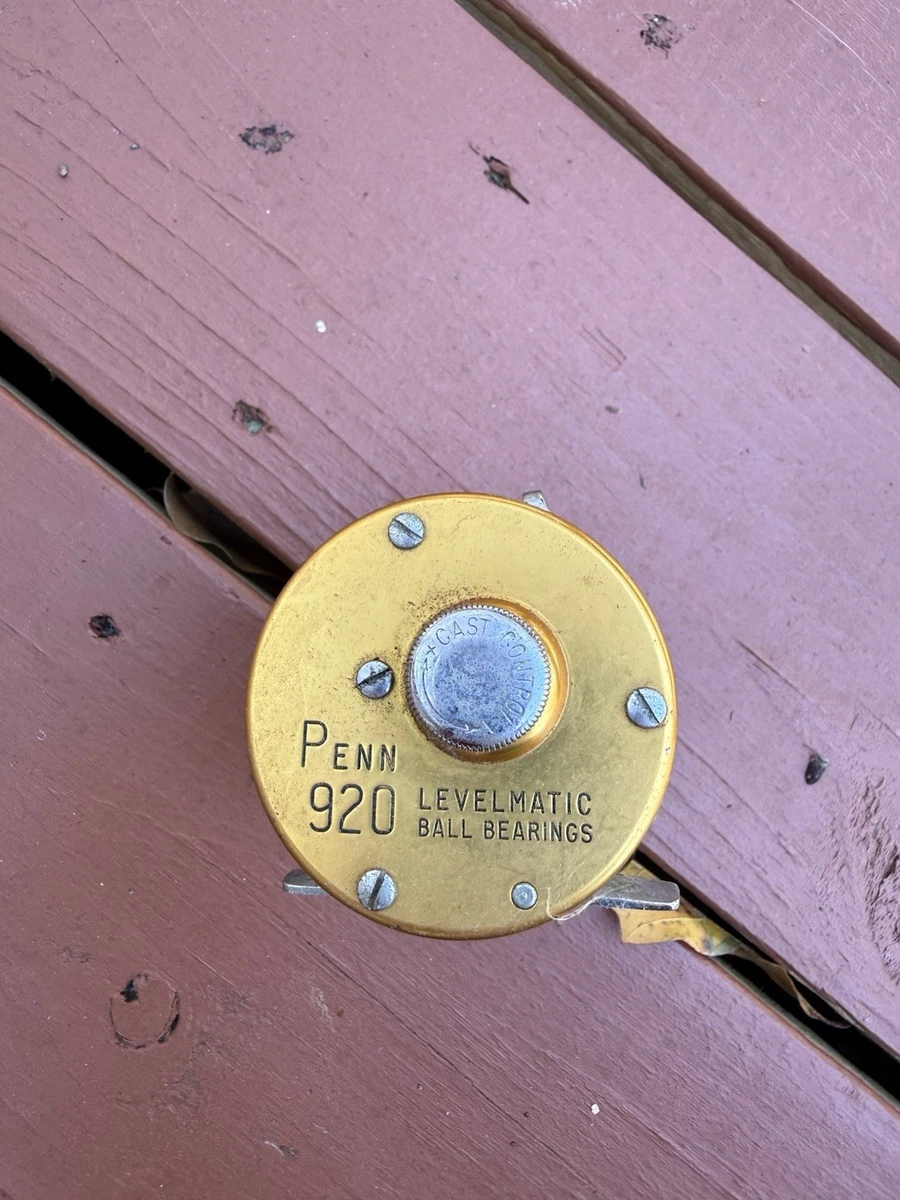 CAST CONTROL
PENN
920 LEVELMATIC
BALL BEARINGS